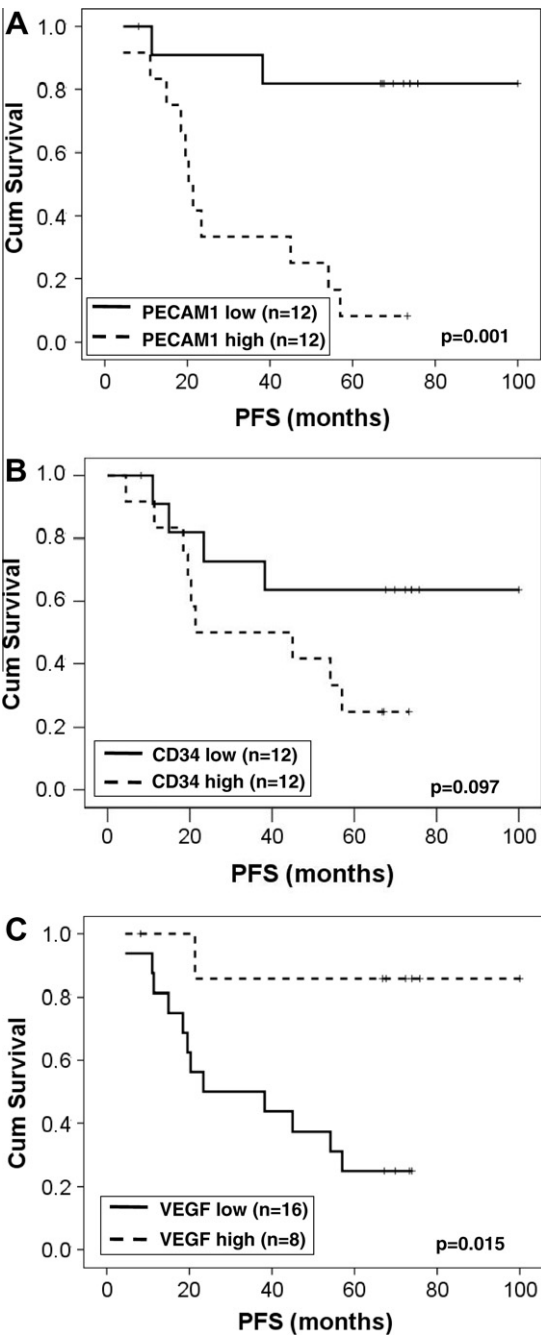 A
1.0
0.8
0.6
0.4
0.2
0.0
Cum Survival
PECAM1 low (n=12)
PECAM1 high (n=12)
p=0.001
0 20 40 60 80 100
PFS (months)
B
1.0
0.8
0.6
0.4
0.2
0.0
Cum Survival
CD34 low (n=12)
CD34 high (n=12)
p=0.097
0 20 40 60 80 100
PFS (months)
C
1.0
0.8
0.6
0.4
0.2
0.0
Cum Survival
VEGF low (n=16)
VEGF high (n=8)
p=0.015
0 20 40 60 80 100
PFS (months)